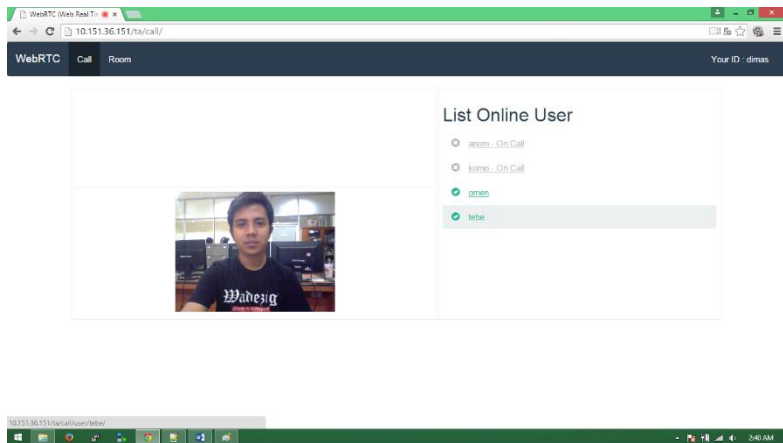 WebRTC (Web Real Tim
10.151.36.151/ta/call/
WebRTC Call Room Your ID : dimas
List Online User
anom - On Call
komo - On Call
omen
tebe
Wadezig
10.151.36.151/ta/call/user/tebe/
2:40 AM